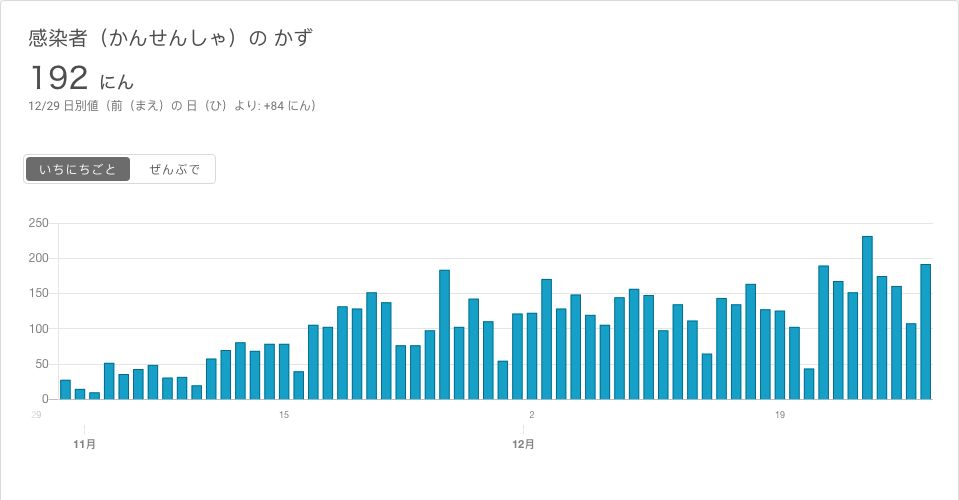 感染者（かんせんしゃ）の かず
192 にん
12/29 日別値（前（まえ）の 日（ひ）より: +84 にん）
いちにちごと ぜんぶで
250
200
150
100
50
0
29 15 2 19
11月 12月